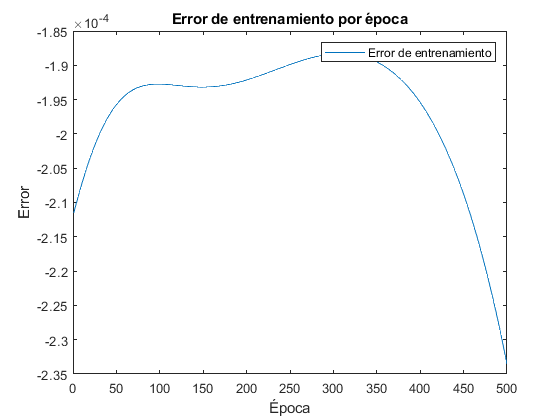 Error de entrenamiento por época
×10⁻⁴
-1.85
-1.9
-1.95
-2
-2.05
-2.1
-2.15
-2.2
-2.25
-2.3
-2.35
Error
Error de entrenamiento
0 50 100 150 200 250 300 350 400 450 500
Época